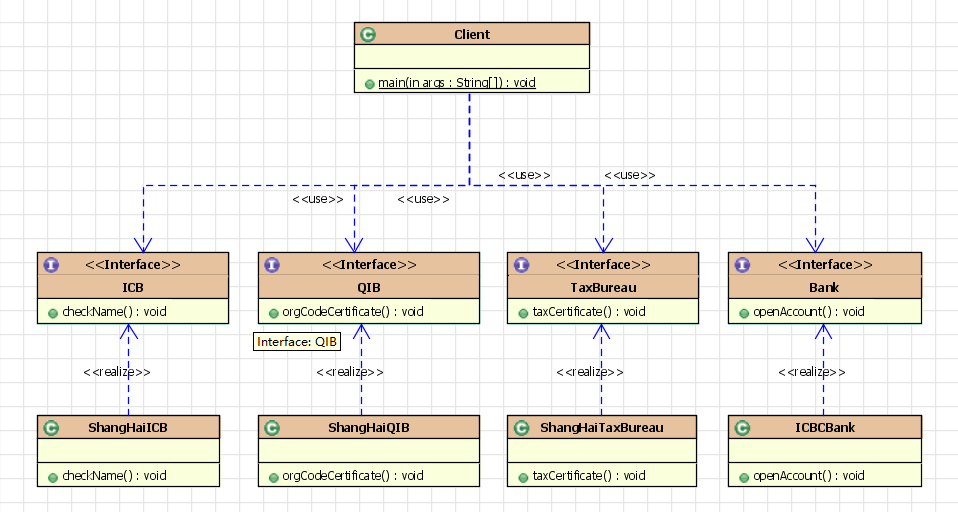 C Client
main(in args : String[]) : void
<<use>> <<use>>
<<use>> <<use>>
I <<Interface>> I <<Interface>> I <<Interface>> I <<Interface>>
ICB QIB TaxBureau Bank
checkName() : void orgCodeCertificate() : void taxCertificate() : void openAccount() : void
Interface: QIB
<<realize>> <<realize>> <<realize>> <<realize>>
C ShangHaiICB C ShangHaiQIB C ShangHaiTaxBureau C ICBCBank
checkName() : void orgCodeCertificate() : void taxCertificate() : void openAccount() : void